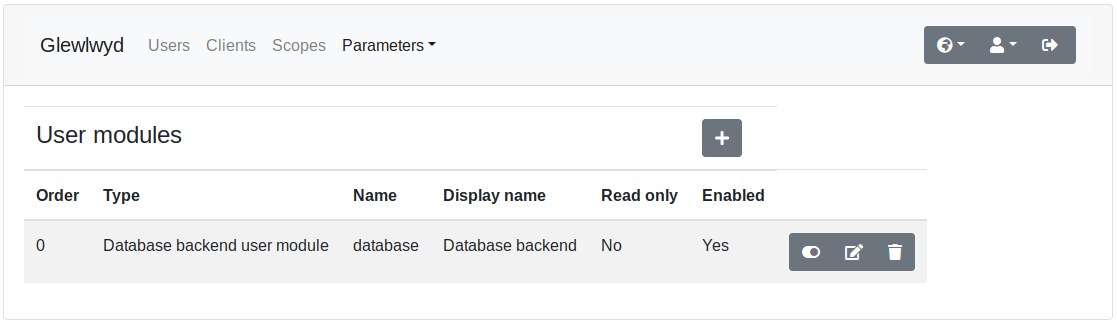 Glewlwyd Users Clients Scopes Parameters
User modules
Order Type Name Display name Read only Enabled
0 Database backend user module database Database backend No Yes